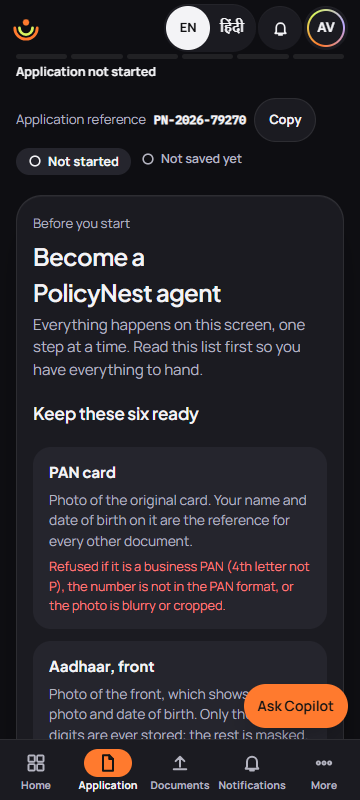 EN
हिंदी
AV
Application not started
Application reference PN-2026-79270 Copy
Not started
Not saved yet
Before you start
Become a
PolicyNest agent
Everything happens on this screen, one
step at a time. Read this list first so you
have everything to hand.
Keep these six ready
PAN card
Photo of the original card. Your name and
date of birth on it are the reference for
every other document.
Refused if it is a business PAN (4th letter not
P), the number is not in the PAN format, or
the photo is blurry or cropped.
Aadhaar, front
Photo of the front, which shows
photo and date of birth. Only the
digits are ever stored; the rest is masked
Ask Copilot
Home
Application
Documents
Notifications
More